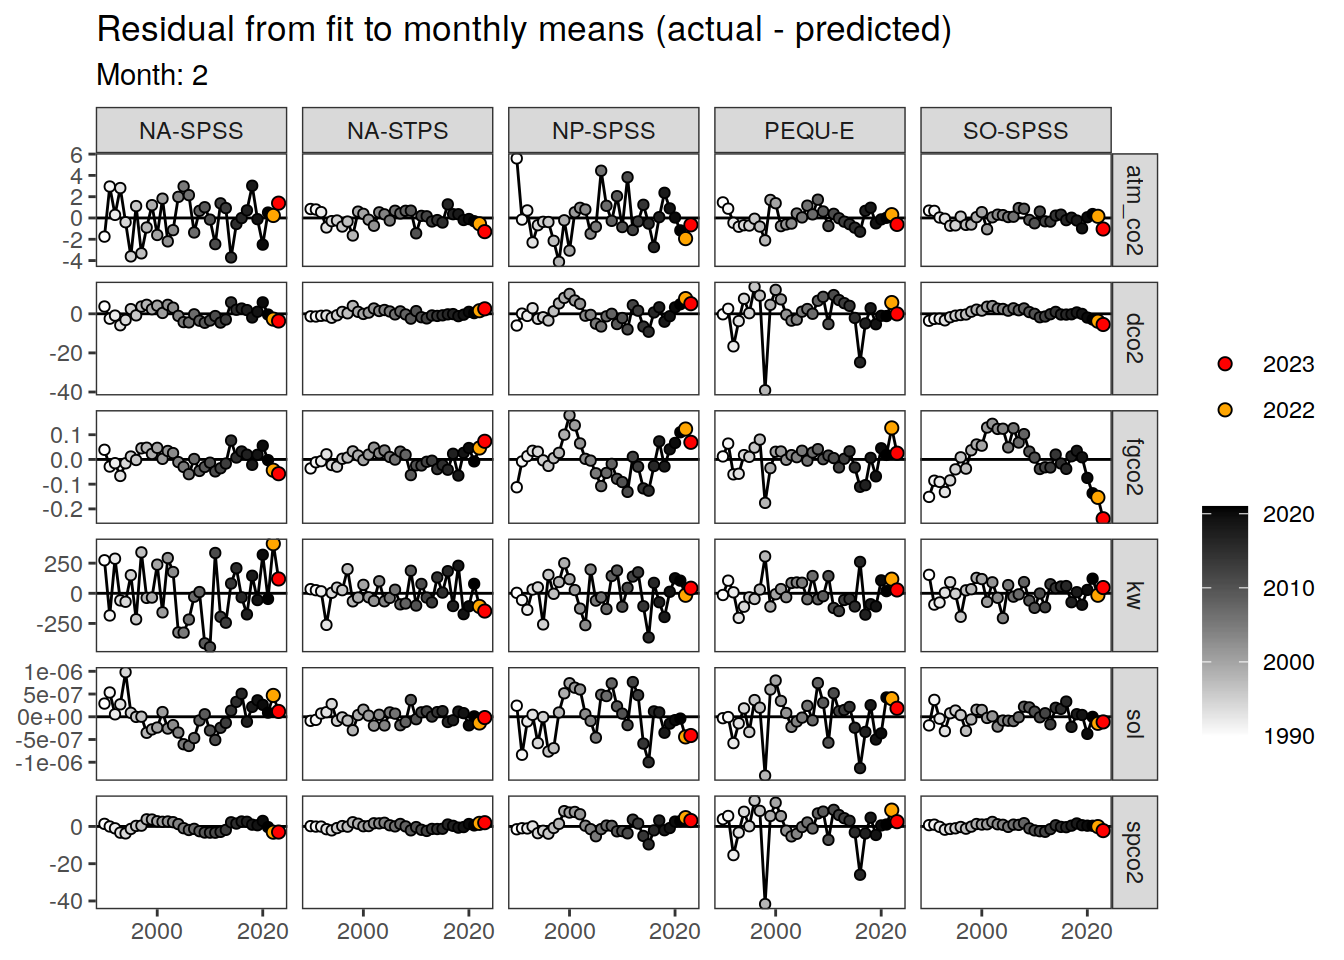 Residual from fit to monthly means (actual - predicted)
Month: 2
NA-SPSS
NA-STPS
NP-SPSS
PEQU-E
SO-SPSS
6
4
2
0
-2
-4
atm_co2
0
-20
-40
dco2
0.1
0.0
-0.1
-0.2
fgco2
250
0
-250
kw
1e-06
5e-07
0e+00
-5e-07
-1e-06
sol
0
-20
-40
spco2
2000
2020
2000
2020
2000
2020
2000
2020
2000
2020
2023
2022
2020
2010
2000
1990